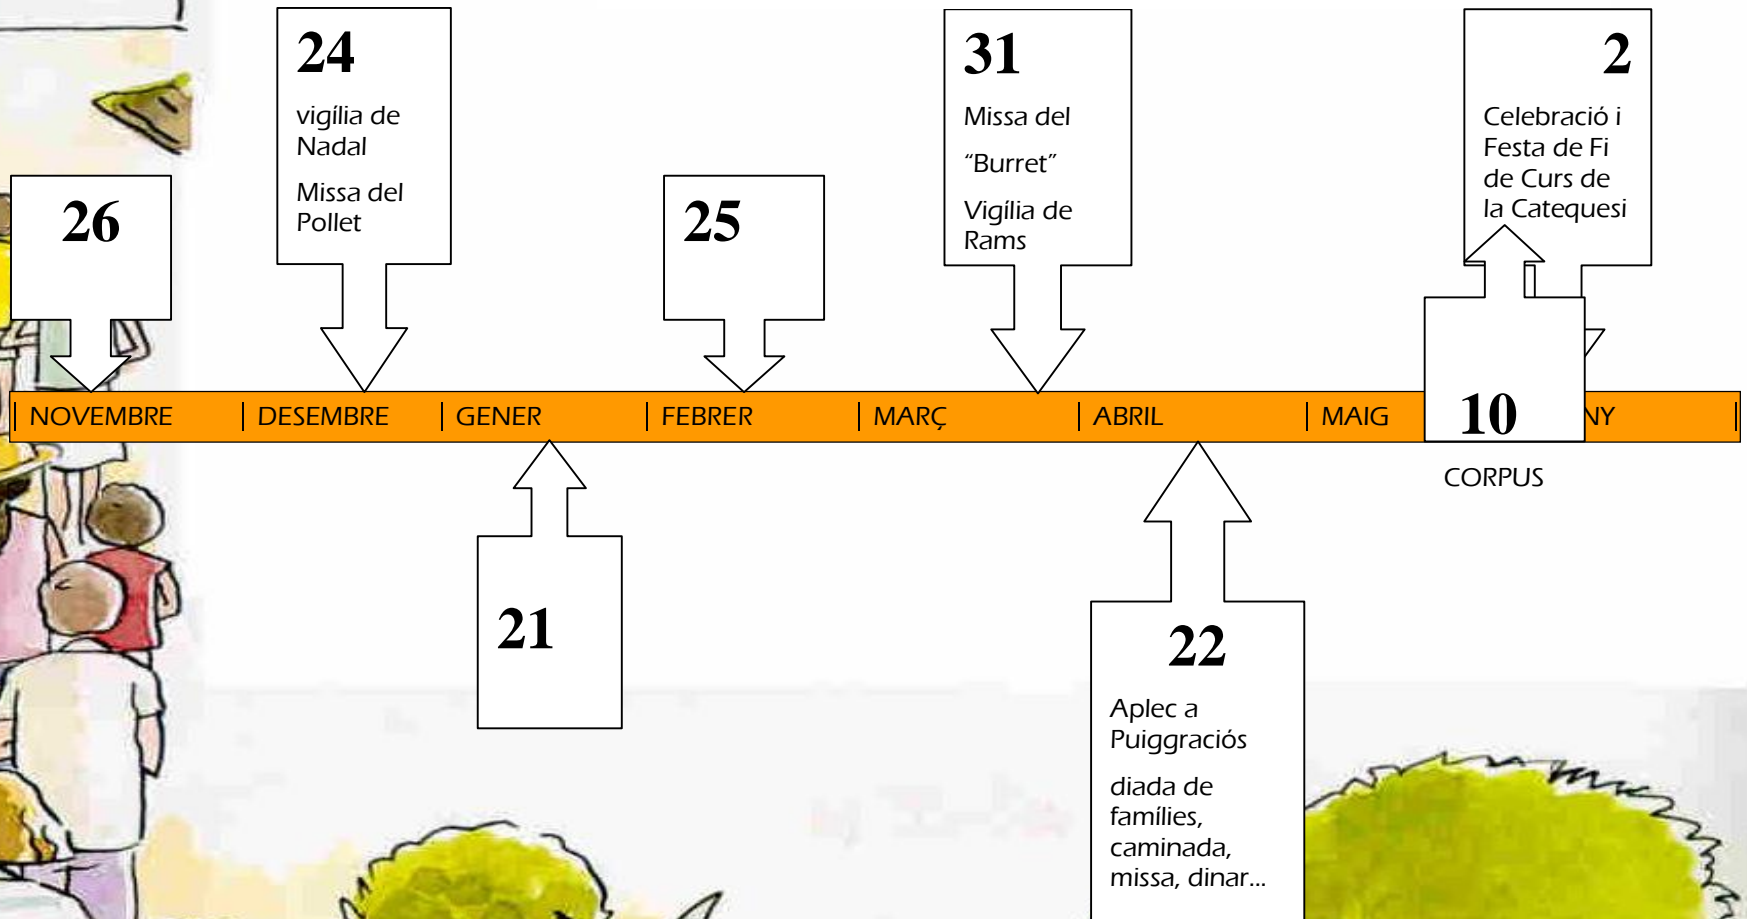 24
vigília de
Nadal
Missa del
Pollet
31
Missa del
“Burret”
Vigília de
Rams
2
Celebració i
Festa de Fi
de Curs de
la Catequesi
26
25
NOVEMBRE
DESEMBRE
GENER
FEBRER
MARÇ
ABRIL
MAIG
10
NY
CORPUS
21
22
Aplec a
Puiggraciós
diada de
famílies,
caminada,
missa, dinar...